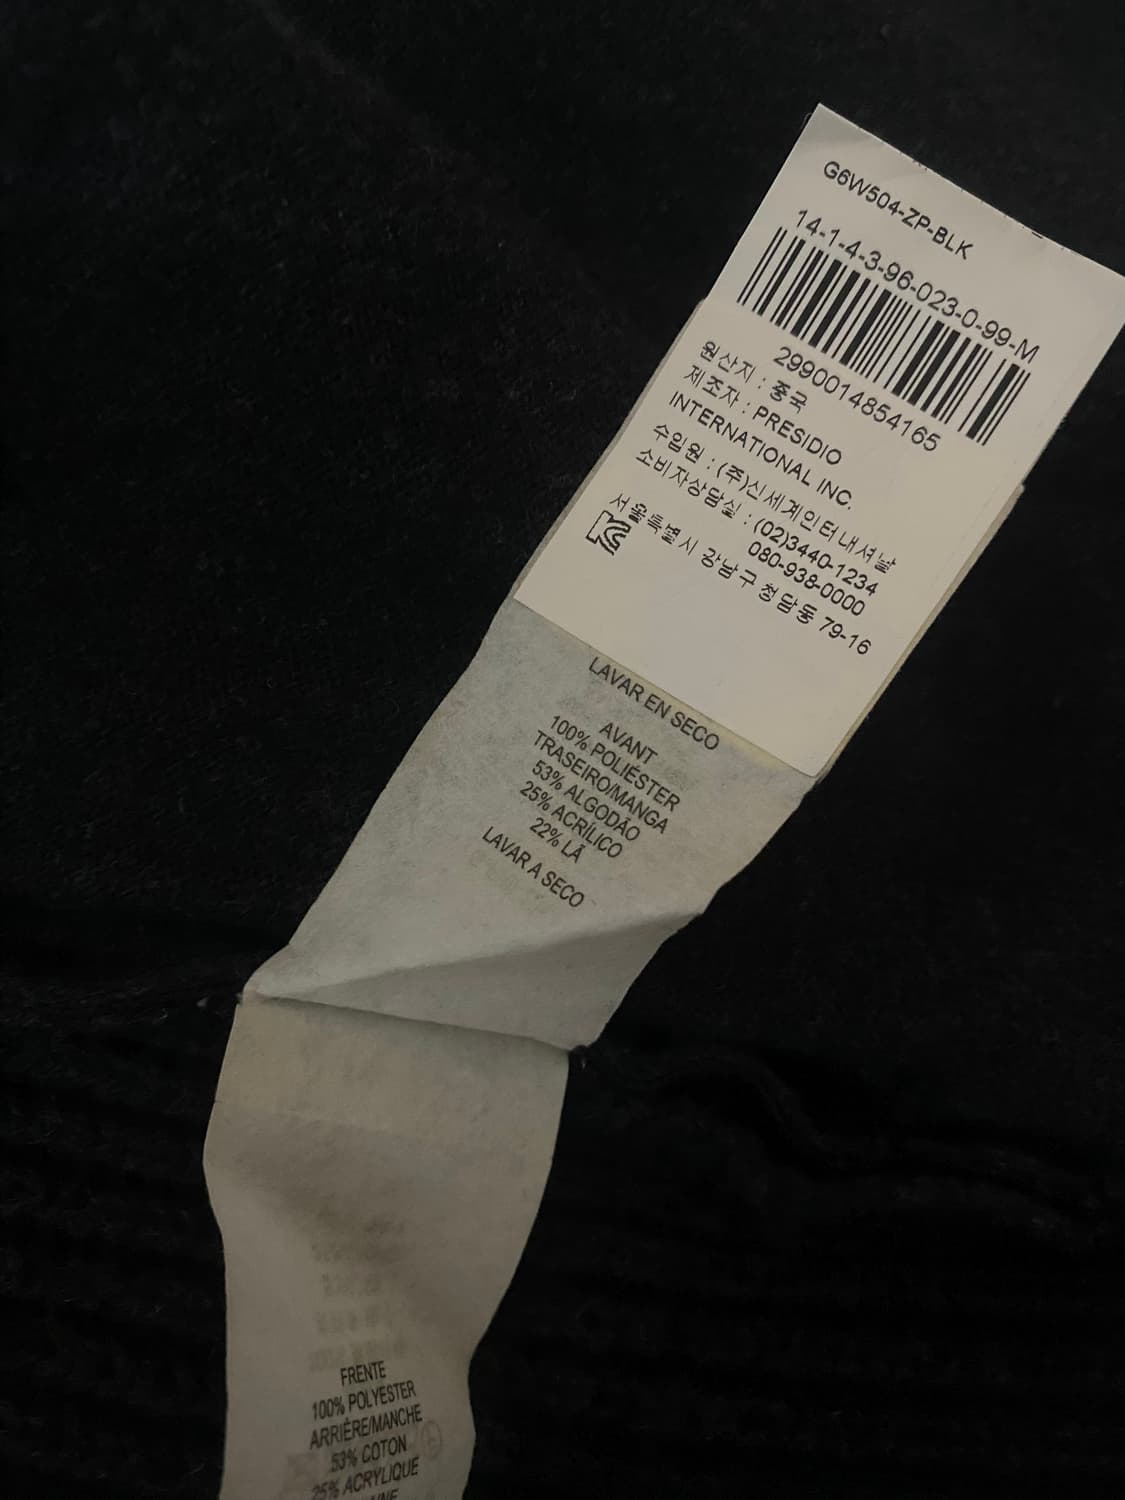 G6W504-ZP-BLK
14-1-4-3-96-023-0-99-M
2990014854165
원산지 : 중국
제조자 : PRESIDIO
INTERNATIONAL INC.
수입원 : (주)신세계인터내셔날
소비자상담실 : (02)3440-1234
080-938-0000
서울특별시 강남구 청담동 79-16
LAVAR EN SECO
AVANT
100% POLIÉSTER
TRASEIRO/MANGA
53% ALGODÃO
25% ACRÍLICO
22% LÃ
LAVAR A SECO
FRENTE
100% POLYESTER
ARRIÈRE/MANCHE
53% COTON
25% ACRYLIQUE